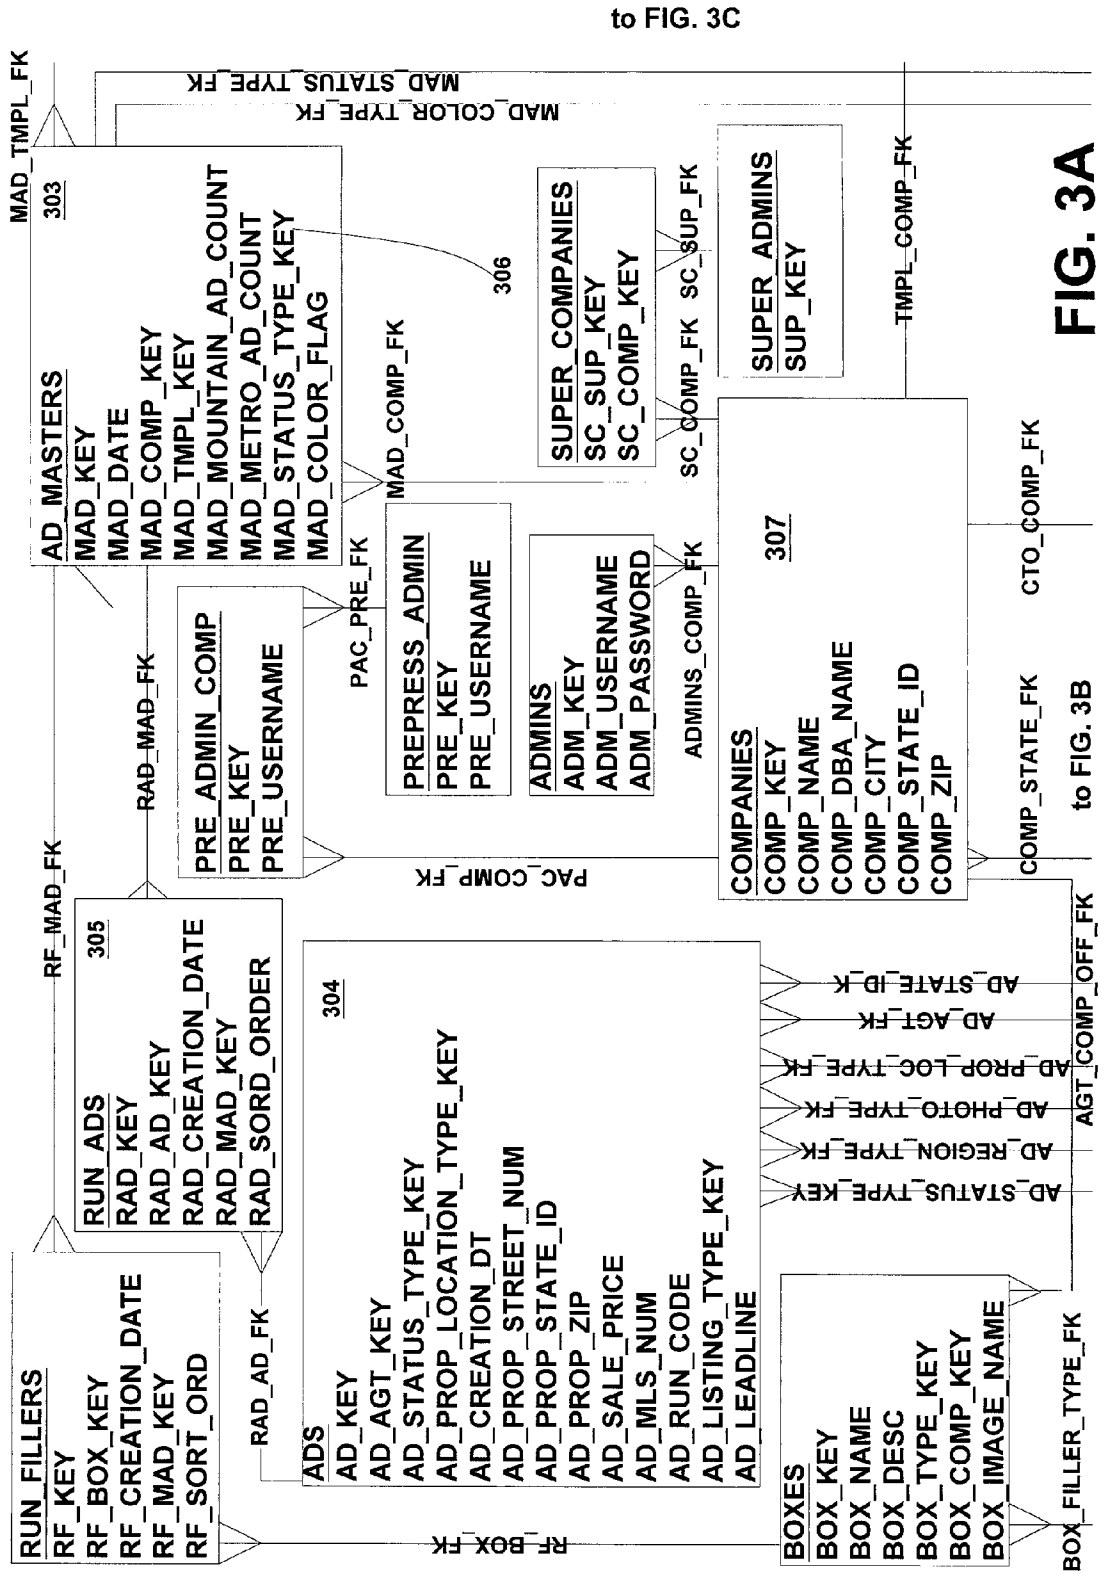 to FIG. 3C
RUN_FILLERS
RF_KEY
RF_BOX_KEY
RF_CREATION_DATE
RF_MAD_KEY
RF_SORT_ORD
RF_MAD_FK
RUN_ADS
305
RAD_KEY
RAD_AD_KEY
RAD_CREATION_DATE
RAD_MAD_KEY
RAD_SORD_ORDER
RAD_MAD_FK
RAD_AD_FK
MAD_TMPL_FK
AD_MASTERS
303
MAD_KEY
MAD_DATE
MAD_COMP_KEY
MAD_TMPL_KEY
MAD_MOUNTAIN_AD_COUNT
MAD_METRO_AD_COUNT
MAD_STATUS_TYPE_KEY
MAD_COLOR_FLAG
306
MAD_STATUS_TYPE_FK
MAD_COLOR_TYPE_FK
MAD_COMP_FK
PRE_ADMIN_COMP
PRE_KEY
PRE_USERNAME
PAC_PRE_FK
PREPRESS_ADMIN
PRE_KEY
PRE_USERNAME
PAC_COMP_FK
ADMINS
ADM_KEY
ADM_USERNAME
ADM_PASSWORD
ADMINS_COMP_FK
SUPER_COMPANIES
SC_SUP_KEY
SC_COMP_KEY
SC_COMP_FK
SC_SUP_FK
SUPER_ADMINS
SUP_KEY
ADS
304
AD_KEY
AD_AGT_KEY
AD_STATUS_TYPE_KEY
AD_PROP_LOCATION_TYPE_KEY
AD_CREATION_DT
AD_PROP_STREET_NUM
AD_PROP_STATE_ID
AD_PROP_ZIP
AD_SALE_PRICE
AD_MLS_NUM
AD_RUN_CODE
AD_LISTING_TYPE_KEY
AD_LEADLINE
AD_STATUS_TYPE_KEY
AD_REGION_TYPE_FK
AD_PHOTO_TYPE_FK
AD_PROP_LOC_TYPE_FK
AD_AGT_FK
AD_STATE_ID_K
COMPANIES
307
COMP_KEY
COMP_NAME
COMP_DBA_NAME
COMP_CITY
COMP_STATE_ID
COMP_ZIP
TMPL_COMP_FK
CTO_COMP_FK
COMP_STATE_FK
AGT_COMP_OFF_FK
RF_BOX_FK
BOXES
BOX_KEY
BOX_NAME
BOX_DESC
BOX_TYPE_KEY
BOX_COMP_KEY
BOX_IMAGE_NAME
BOX_FILLER_TYPE_FK
to FIG. 3B
FIG. 3A